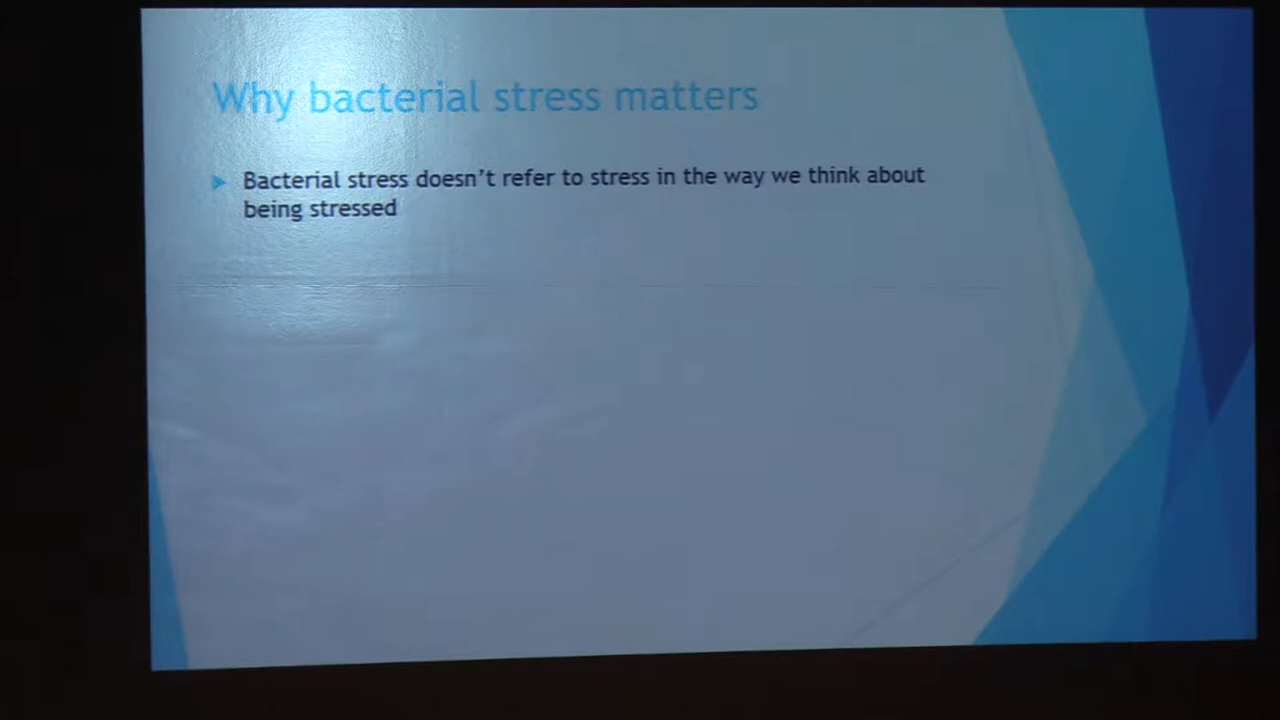 Why bacterial stress matters
Bacterial stress doesn't refer to stress in the way we think about
being stressed